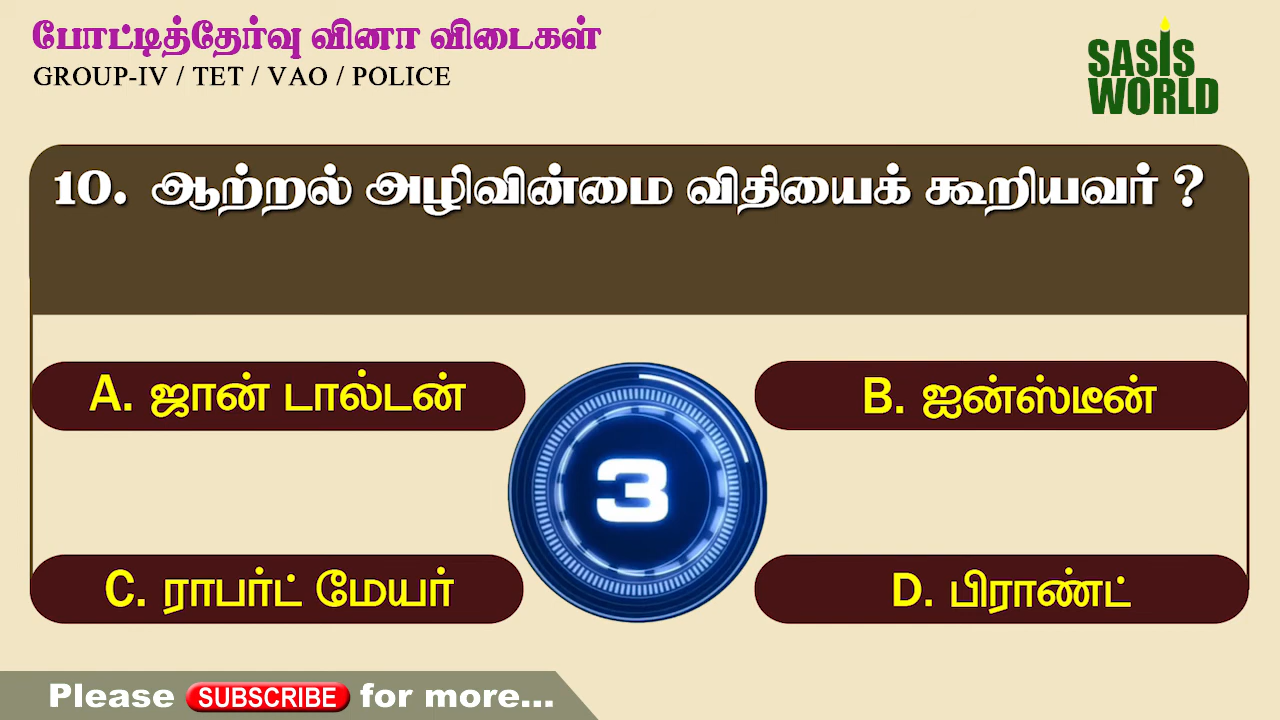 போட்டித்தேர்வு வினா விடைகள்
GROUP-IV / TET / VAO / POLICE
SASIS
WORLD
10. ஆற்றல் அழிவின்மை விதியைக் கூறியவர் ?
A. ஜான் டால்டன்
B. ஐன்ஸ்டீன்
3
C. ராபர்ட் மேயர்
D. பிராண்ட்
Please SUBSCRIBE for more...